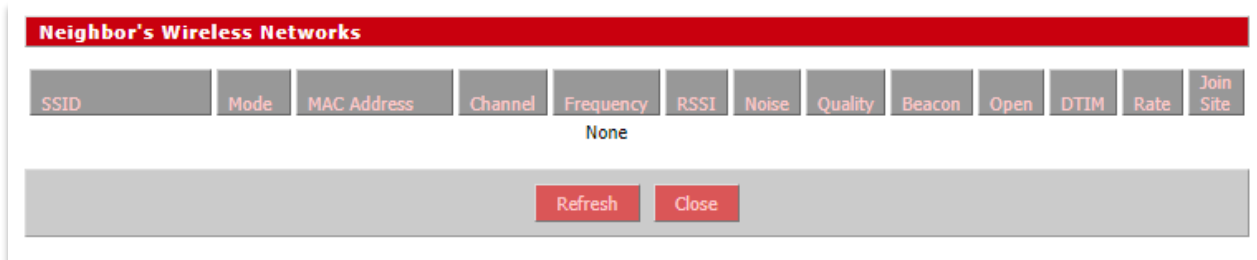 Neighbor's Wireless Networks
SSID Mode MAC Address Channel Frequency RSSI Noise Quality Beacon Open DTIM Rate Join Site
None
Refresh Close